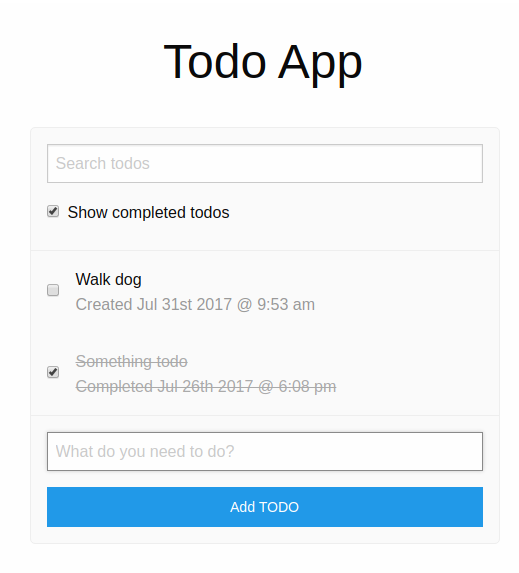 Todo App
Search todos
Show completed todos
Walk dog
Created Jul 31st 2017 @ 9:53 am
Something todo
Completed Jul 26th 2017 @ 6:08 pm
What do you need to do?
Add TODO